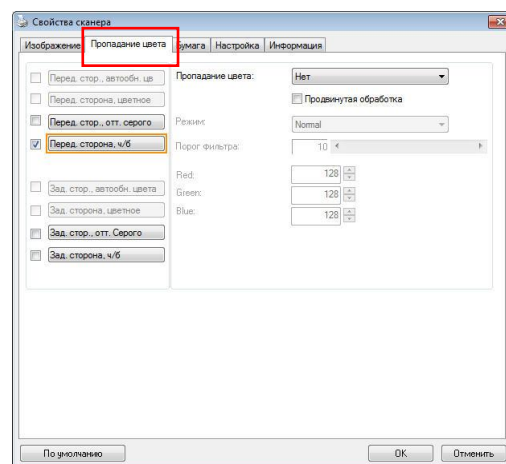 Свойства сканера
Изображение Пропадание цвета Бумага Настройка Информация
Перед. стор., автообн. цв Пропадание цвета: Нет
Перед. сторона, цветное Продвинутая обработка
Перед. стор., отт. серого Режим: Normal
Перед. сторона, ч/б Порог фильтра: 10
Red: 128
Зад. стор., автообн. цвета Green: 128
Зад. сторона, цветное Blue: 128
Зад. стор., отт. Серого
Зад. сторона, ч/б
По умолчанию OK Отменить